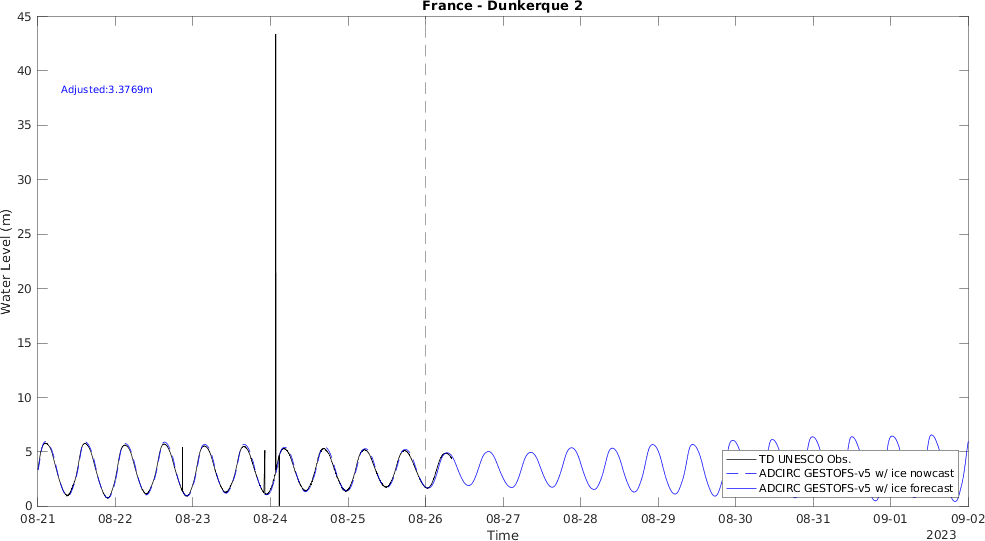 France - Dunkerque 2
45
40
35
30
25
20
15
10
5
0
Water Level (m)
Adjusted:3.3769m
TD UNESCO Obs.
ADCIRC GESTOFS-v5 w/ ice nowcast
ADCIRC GESTOFS-v5 w/ ice forecast
08-21 08-22 08-23 08-24 08-25 08-26 08-27 08-28 08-29 08-30 08-31 09-01 09-02
Time
2023